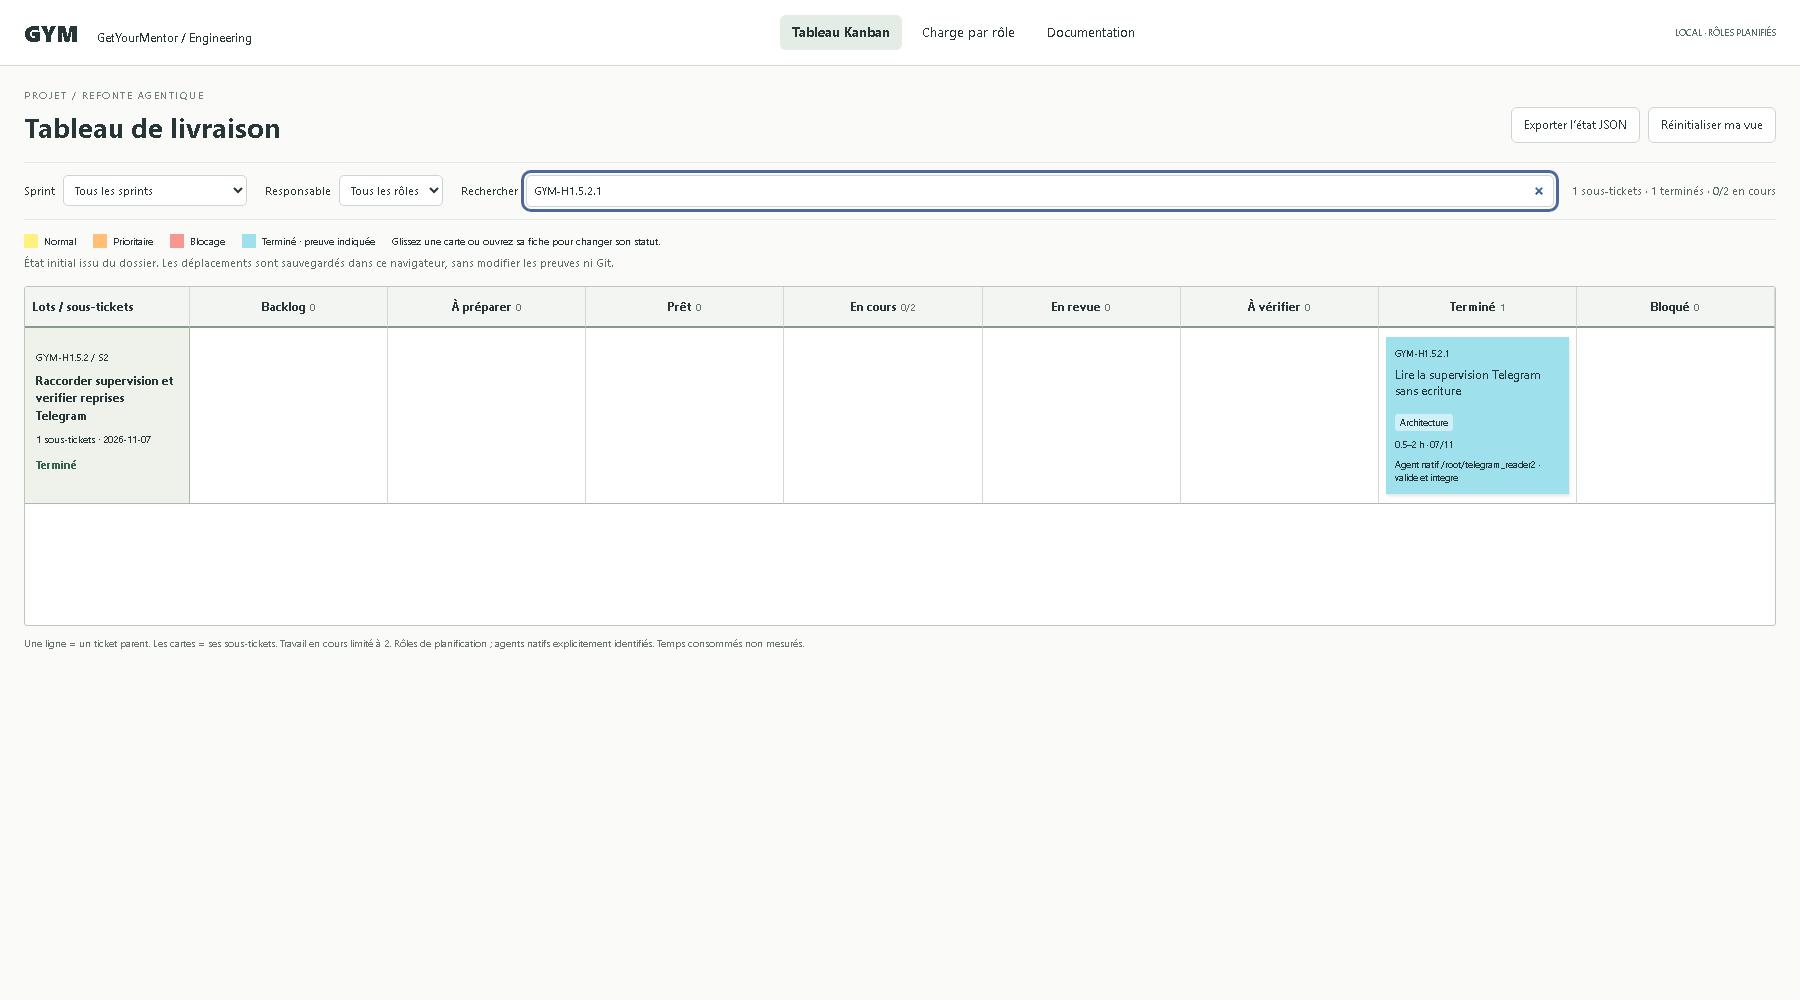 GYM GetYourMentor / Engineering Tableau Kanban Charge par rôle Documentation LOCAL · RÔLES PLANIFIÉS
PROJET / REFONTE AGENTIQUE
Tableau de livraison
Exporter l'état JSON Réinitialiser ma vue
Sprint Tous les sprints Responsable Tous les rôles Rechercher GYM-H1.5.2.1 × 1 sous-tickets · 1 terminés · 0/2 en cours
Normal Prioritaire Blocage Terminé · preuve indiquée Glissez une carte ou ouvrez sa fiche pour changer son statut.
État initial issu du dossier. Les déplacements sont sauvegardés dans ce navigateur, sans modifier les preuves ni Git.
Lots / sous-tickets Backlog 0 À préparer 0 Prêt 0 En cours 0/2 En revue 0 À vérifier 0 Terminé 1 Bloqué 0
GYM-H1.5.2 / S2
Raccorder supervision et
verifier reprises
Telegram
1 sous-tickets · 2026-11-07
Terminé
GYM-H1.5.2.1
Lire la supervision Telegram
sans ecriture
Architecture
0.5–2 h · 07/11
Agent natif /root/telegram_reader2 ·
valide et integre
Une ligne = un ticket parent. Les cartes = ses sous-tickets. Travail en cours limité à 2. Rôles de planification ; agents natifs explicitement identifiés. Temps consommés non mesurés.